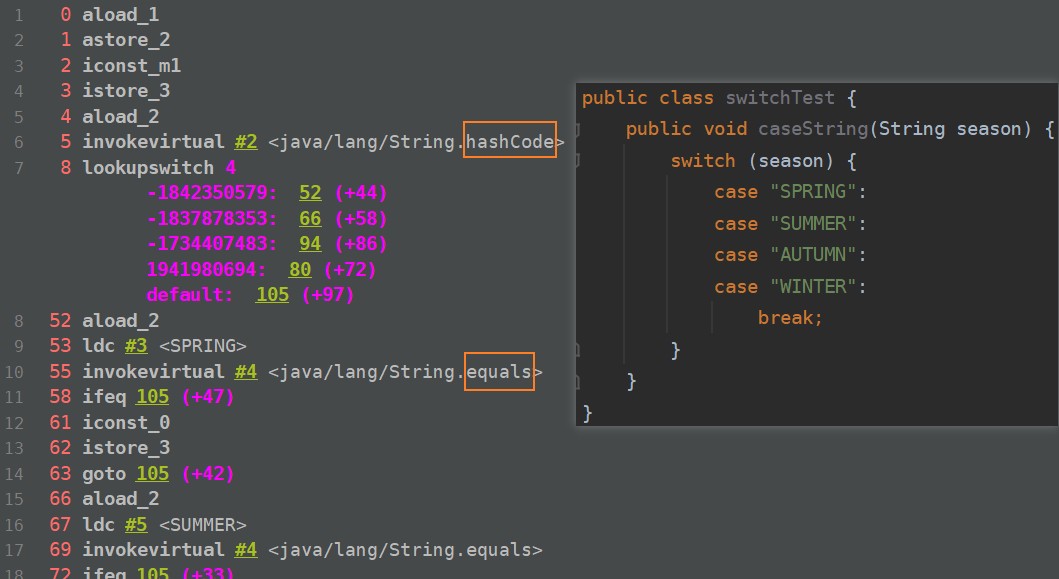 1 0 aload_1
2 1 astore_2
3 2 iconst_m1
4 3 istore_3
5 4 aload_2
6 5 invokevirtual #2 <java/lang/String.hashCode>
7 8 lookupswitch 4
-1842350579: 52 (+44)
-1837878353: 66 (+58)
-1734407483: 94 (+86)
1941980694: 80 (+72)
default: 105 (+97)
8 52 aload_2
9 53 ldc #3 <SPRING>
10 55 invokevirtual #4 <java/lang/String.equals>
11 58 ifeq 105 (+47)
12 61 iconst_0
13 62 istore_3
14 63 goto 105 (+42)
15 66 aload_2
16 67 ldc #5 <SUMMER>
17 69 invokevirtual #4 <java/lang/String.equals>
18 72 ifeq 105 (+33)
public class switchTest {
public void caseString(String season) {
switch (season) {
case "SPRING":
case "SUMMER":
case "AUTUMN":
case "WINTER":
break;
}
}
}